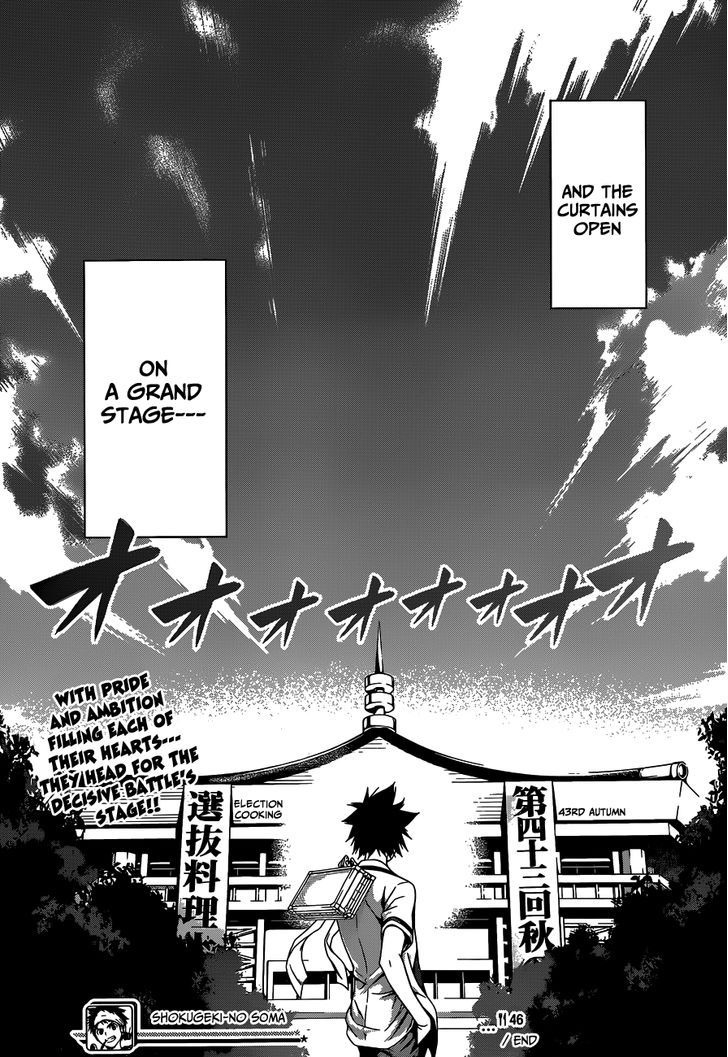 AND THE
CURTAINS
OPEN
ON
A GRAND
STAGE---
オオオオオオオオ
WITH PRIDE
AND AMBITION
FILLING EACH OF
THEIR HEARTS---
THEY HEAD FOR THE
DECISIVE BATTLE'S
STAGE!!
第四十三回秋
43RD AUTUMN
選抜料理
ELECTION
COOKING
SHOKUGEKI-NO SOMA
...46
/ END